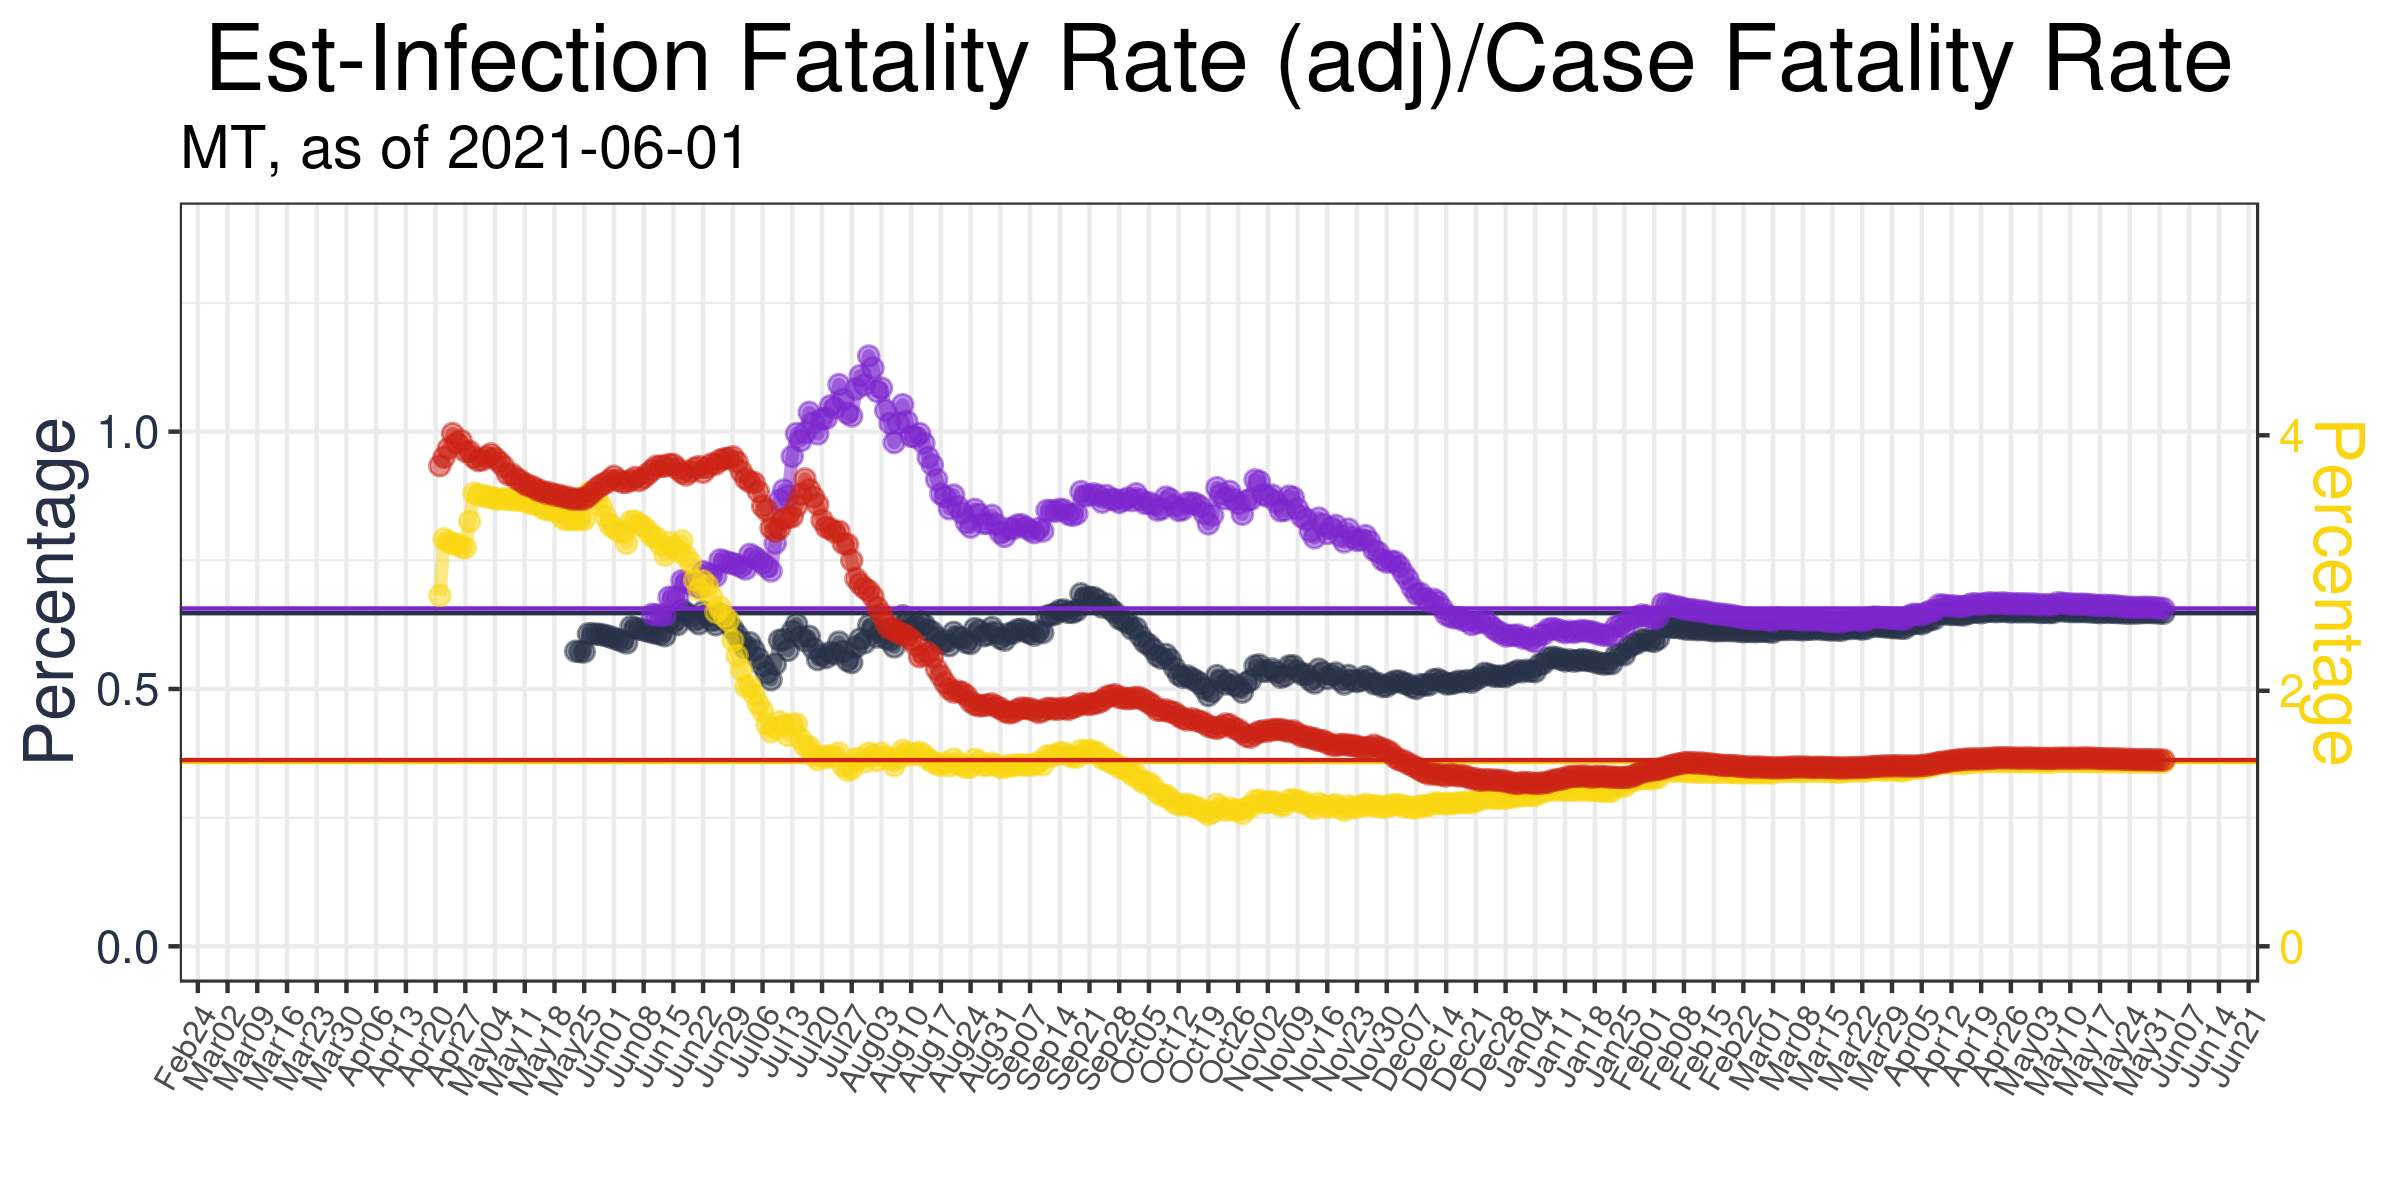 Est-Infection Fatality Rate (adj)/Case Fatality Rate
MT, as of 2021-06-01
Percentage
1.0
0.5
0.0
Percentage
4
2
0
Feb24
Mar02
Mar09
Mar16
Mar23
Mar30
Apr06
Apr13
Apr20
Apr27
May04
May11
May18
May25
Jun01
Jun08
Jun15
Jun22
Jun29
Jul06
Jul13
Jul20
Jul27
Aug03
Aug10
Aug17
Aug24
Aug31
Sep07
Sep14
Sep21
Sep28
Oct05
Oct12
Oct19
Oct26
Nov02
Nov09
Nov16
Nov23
Nov30
Dec07
Dec14
Dec21
Dec28
Jan04
Jan11
Jan18
Jan25
Feb01
Feb08
Feb15
Feb22
Mar01
Mar08
Mar15
Mar22
Mar29
Apr05
Apr12
Apr19
Apr26
May03
May10
May17
May24
May31
Jun07
Jun14
Jun21